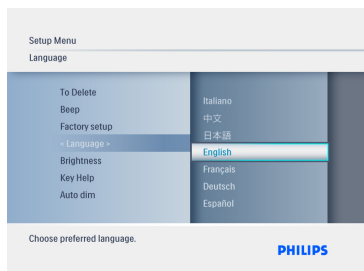 Setup Menu
Language
To Delete
Beep
Factory setup
« Language »
Brightness
Key Help
Auto dim
Italiano
中文
日本語
English
Français
Deutsch
Español
Choose preferred language.
PHILIPS